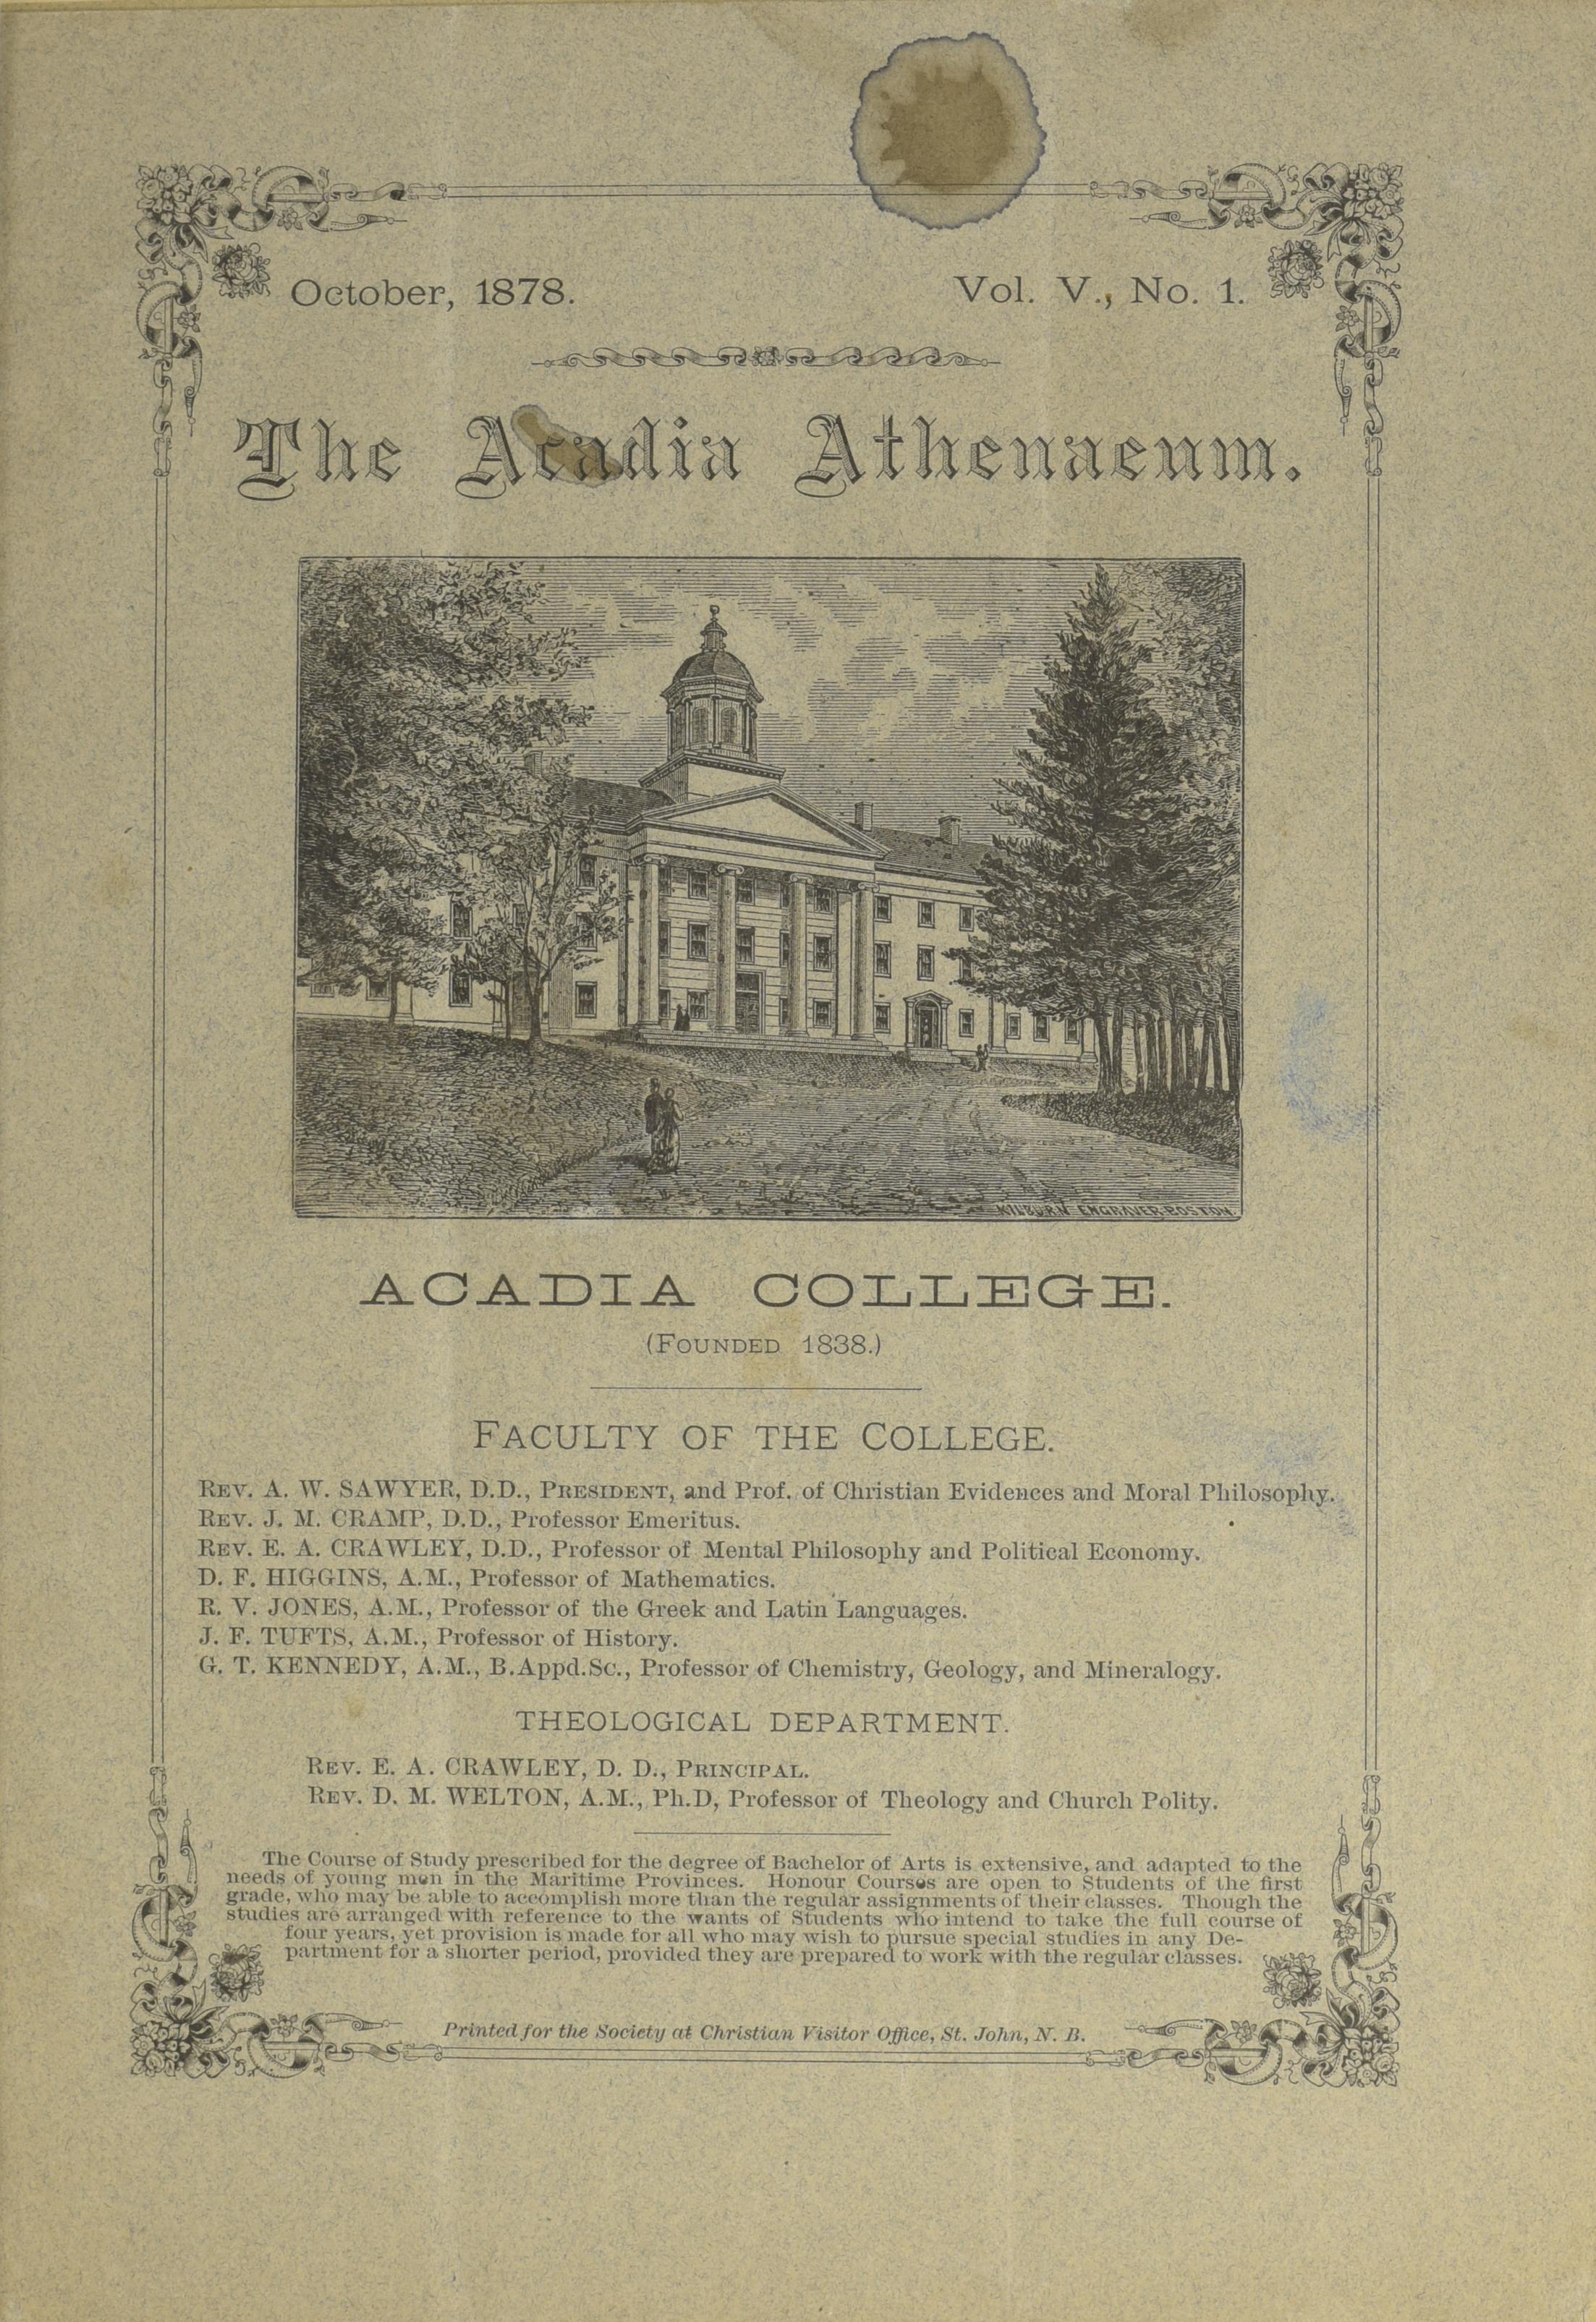 October, 1878.
Vol. V., No. 1.
The Acadia Athenaeum.
KILBURN ENGRAVER-BOSTON.
ACADIA COLLEGE.
(FOUNDED 1838.)
FACULTY OF THE COLLEGE.
REV. A. W. SAWYER, D.D., PRESIDENT, and Prof. of Christian Evidences and Moral Philosophy.
REV. J. M. CRAMP, D.D., Professor Emeritus.
REV. E. A. CRAWLEY, D.D., Professor of Mental Philosophy and Political Economy.
D. F. HIGGINS, A.M., Professor of Mathematics.
R. V. JONES, A.M., Professor of the Greek and Latin Languages.
J. F. TUFTS, A.M., Professor of History.
G. T. KENNEDY, A.M., B.Appd.Sc., Professor of Chemistry, Geology, and Mineralogy.
THEOLOGICAL DEPARTMENT.
REV. E. A. CRAWLEY, D. D., PRINCIPAL.
REV. D. M. WELTON, A.M., Ph.D, Professor of Theology and Church Polity.
The Course of Study prescribed for the degree of Bachelor of Arts is extensive, and adapted to the
needs of young men in the Maritime Provinces. Honour Courses are open to Students of the first
grade, who may be able to accomplish more than the regular assignments of their classes. Though the
studies are arranged with reference to the wants of Students who intend to take the full course of
four years, yet provision is made for all who may wish to pursue special studies in any De-
partment for a shorter period, provided they are prepared to work with the regular classes.
Printed for the Society at Christian Visitor Office, St. John, N. B.